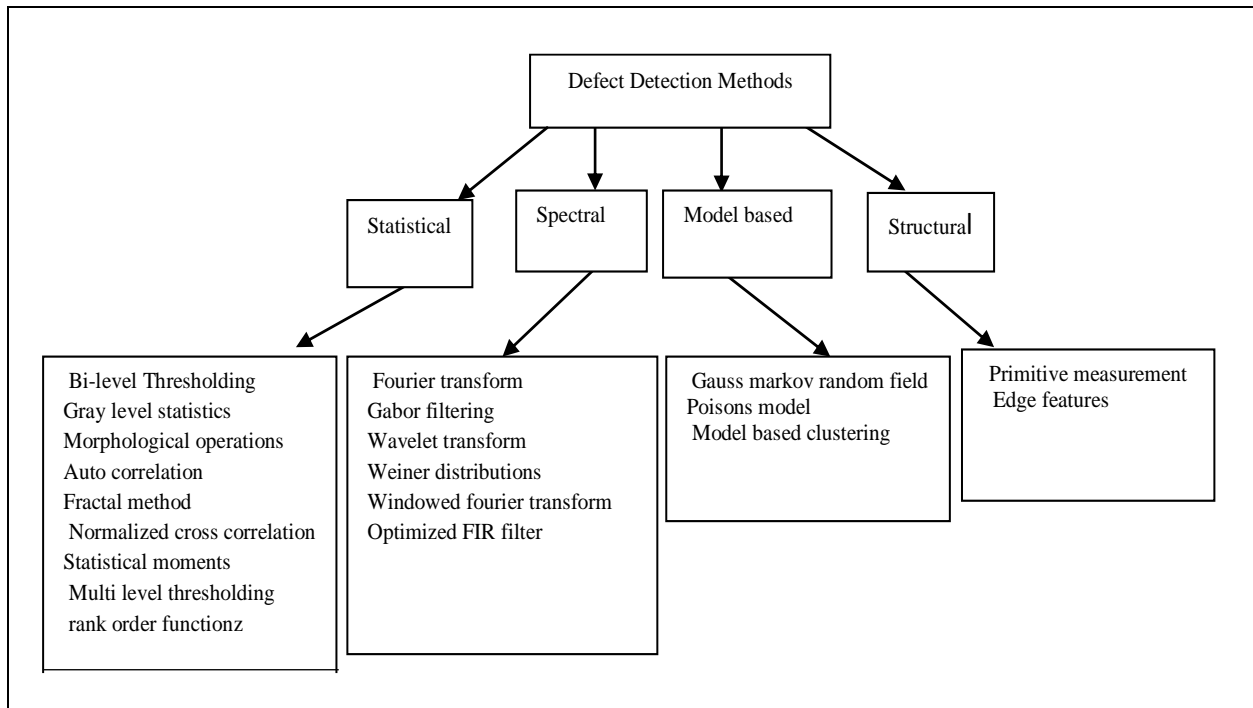 Defect Detection Methods
Statistical
Spectral
Model based
Structural
Bi-level Thresholding
Gray level statistics
Morphological operations
Auto correlation
Fractal method
Normalized cross correlation
Statistical moments
Multi level thresholding
rank order functionz
Fourier transform
Gabor filtering
Wavelet transform
Weiner distributions
Windowed fourier transform
Optimized FIR filter
Gauss markov random field
Poisons model
Model based clustering
Primitive measurement
Edge features